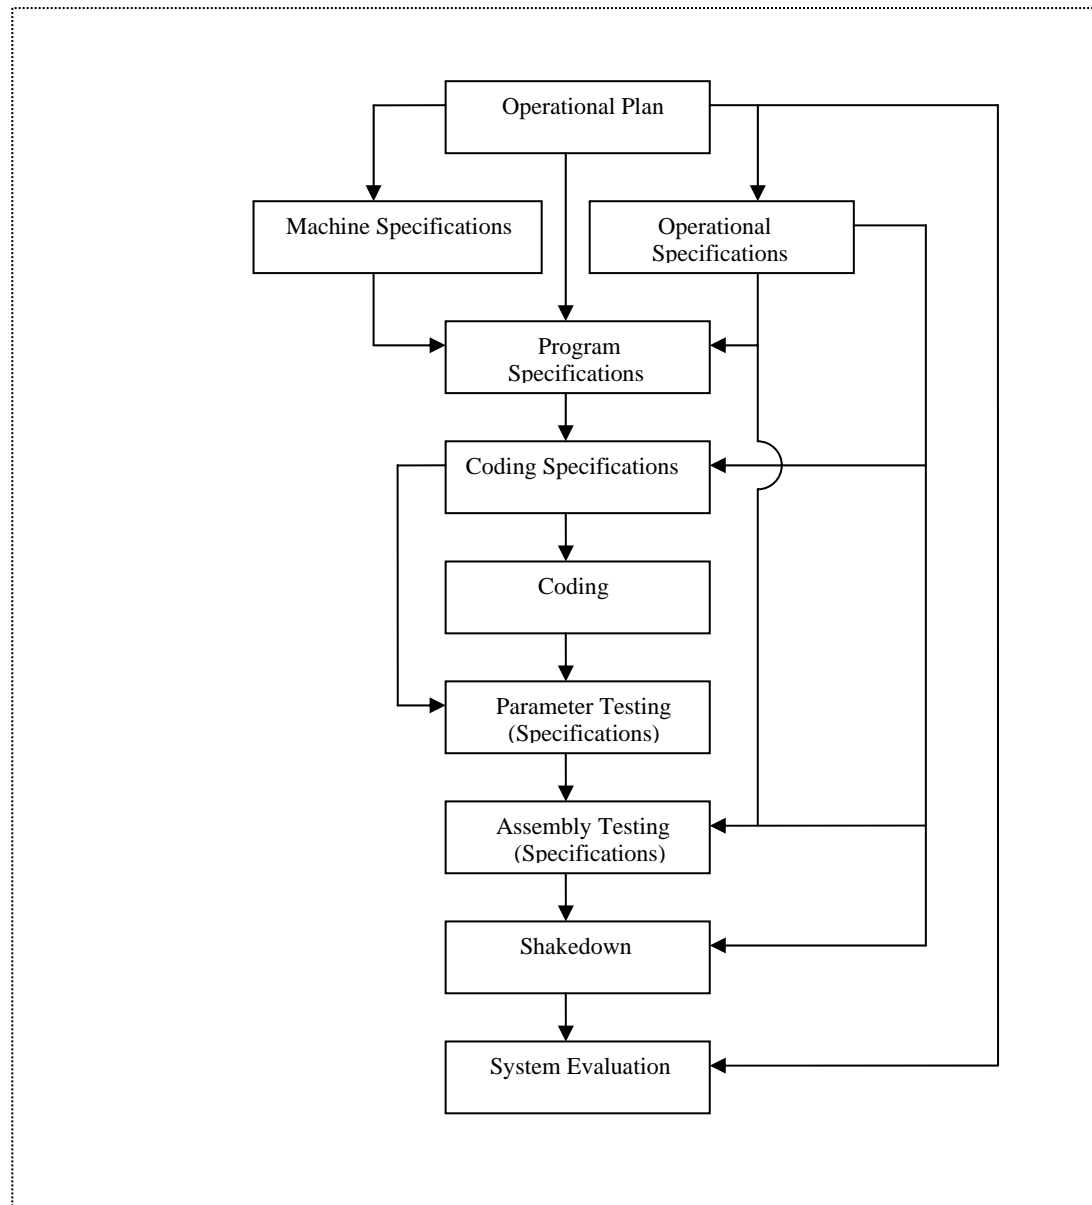 Operational Plan
Machine Specifications
Operational
Specifications
Program
Specifications
Coding Specifications
Coding
Parameter Testing
(Specifications)
Assembly Testing
(Specifications)
Shakedown
System Evaluation